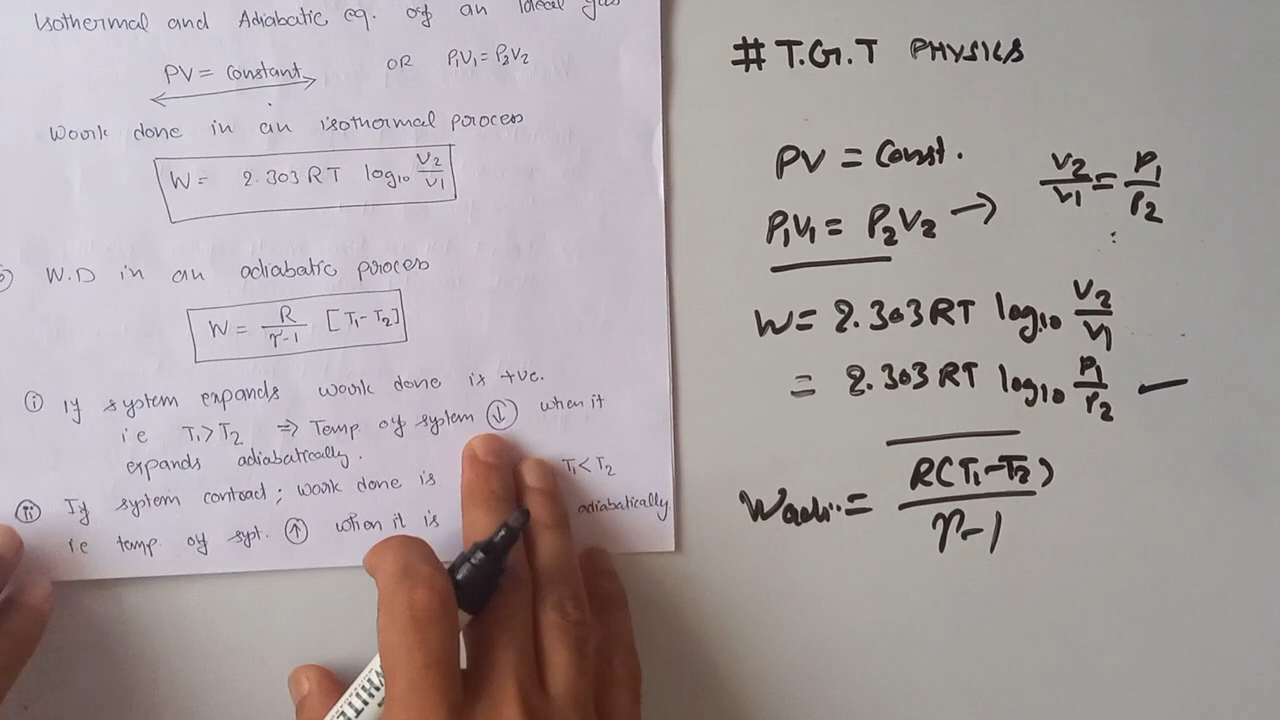 Isothermal and Adiabatic eq. of an Ideal gas
PV = Constant OR P₁V₁ = P₂V₂
Work done in an isothermal process
W = 2.303 RT log₁₀ V₂/V₁
W.D in an adiabatic process
W = R/γ-1 [T₁-T₂]
(i) If system expands work done is +ve.
i.e T₁>T₂ ⇒ Temp of system ↓ when it
expands adiabatically.
(ii) If system contract; work done is T₁<T₂
ie temp. of syst. ↑ when it is adiabatically.
# T.G.T PHYSICS
PV = Const.
P₁V₁ = P₂V₂ → V₂/V₁ = P₁/P₂
W = 2.303 RT log₁₀ V₂/V₁
= 2.303 RT log₁₀ P₁/P₂
Wadi. = R(T₁-T₂)/γ-1